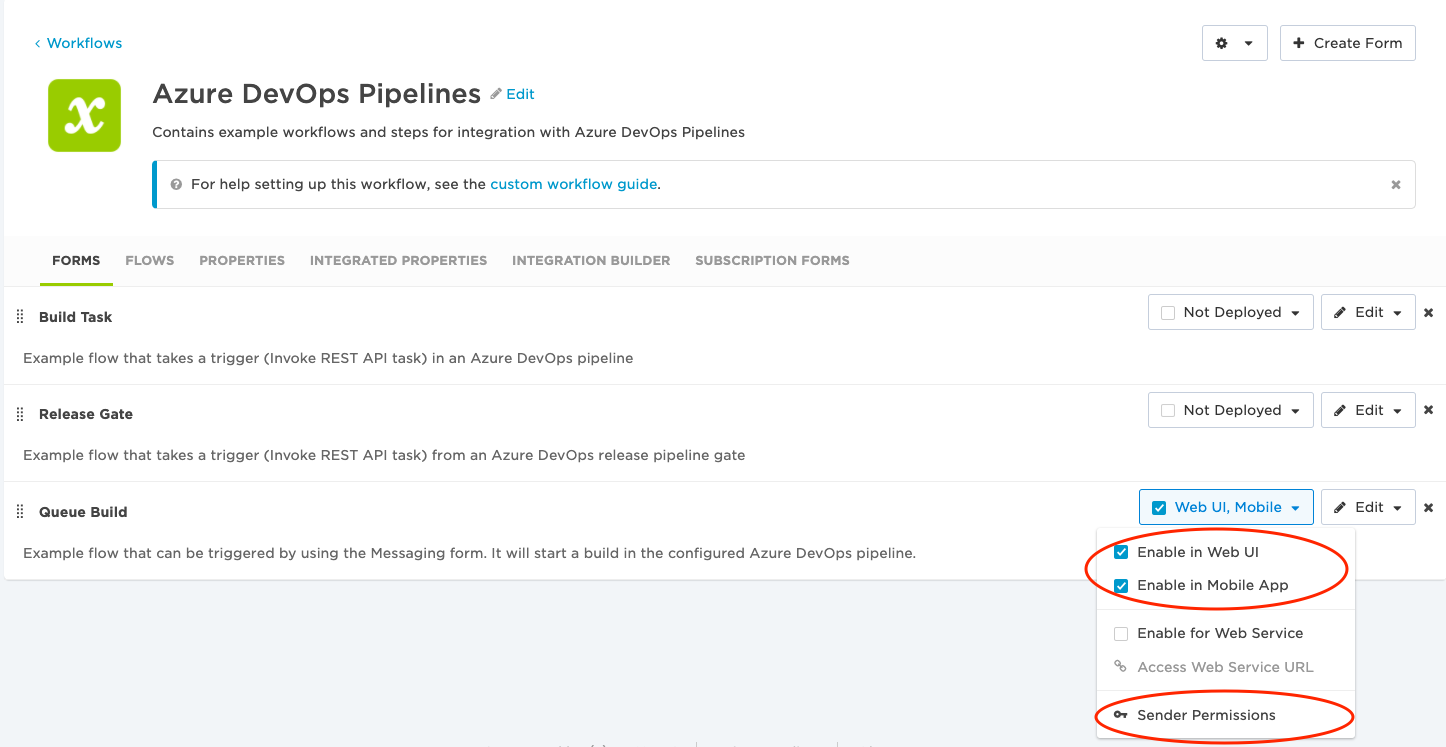 ‹ Workflows
+ Create Form
x
Azure DevOps Pipelines Edit
Contains example workflows and steps for integration with Azure DevOps Pipelines
For help setting up this workflow, see the custom workflow guide.
FORMS FLOWS PROPERTIES INTEGRATED PROPERTIES INTEGRATION BUILDER SUBSCRIPTION FORMS
Build Task Not Deployed Edit
Example flow that takes a trigger (Invoke REST API task) in an Azure DevOps pipeline
Release Gate Not Deployed Edit
Example flow that takes a trigger (Invoke REST API task) from an Azure DevOps release pipeline gate
Queue Build Web UI, Mobile Edit
Example flow that can be triggered by using the Messaging form. It will start a build in the configured Azure DevOps pipeline.
Enable in Web UI
Enable in Mobile App
Enable for Web Service
Access Web Service URL
Sender Permissions